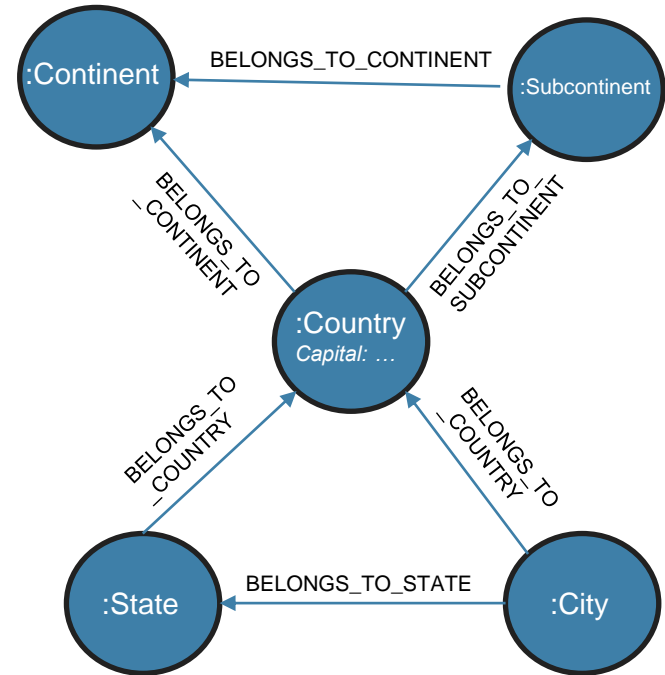 BELONGS_TO_CONTINENT
:Continent
:Subcontinent
BELONGS_TO
_CONTINENT
BELONGS_TO_
SUBCONTINENT
:Country
Capital: …
BELONGS_TO
_COUNTRY
BELONGS_TO
_COUNTRY
BELONGS_TO_STATE
:State
:City